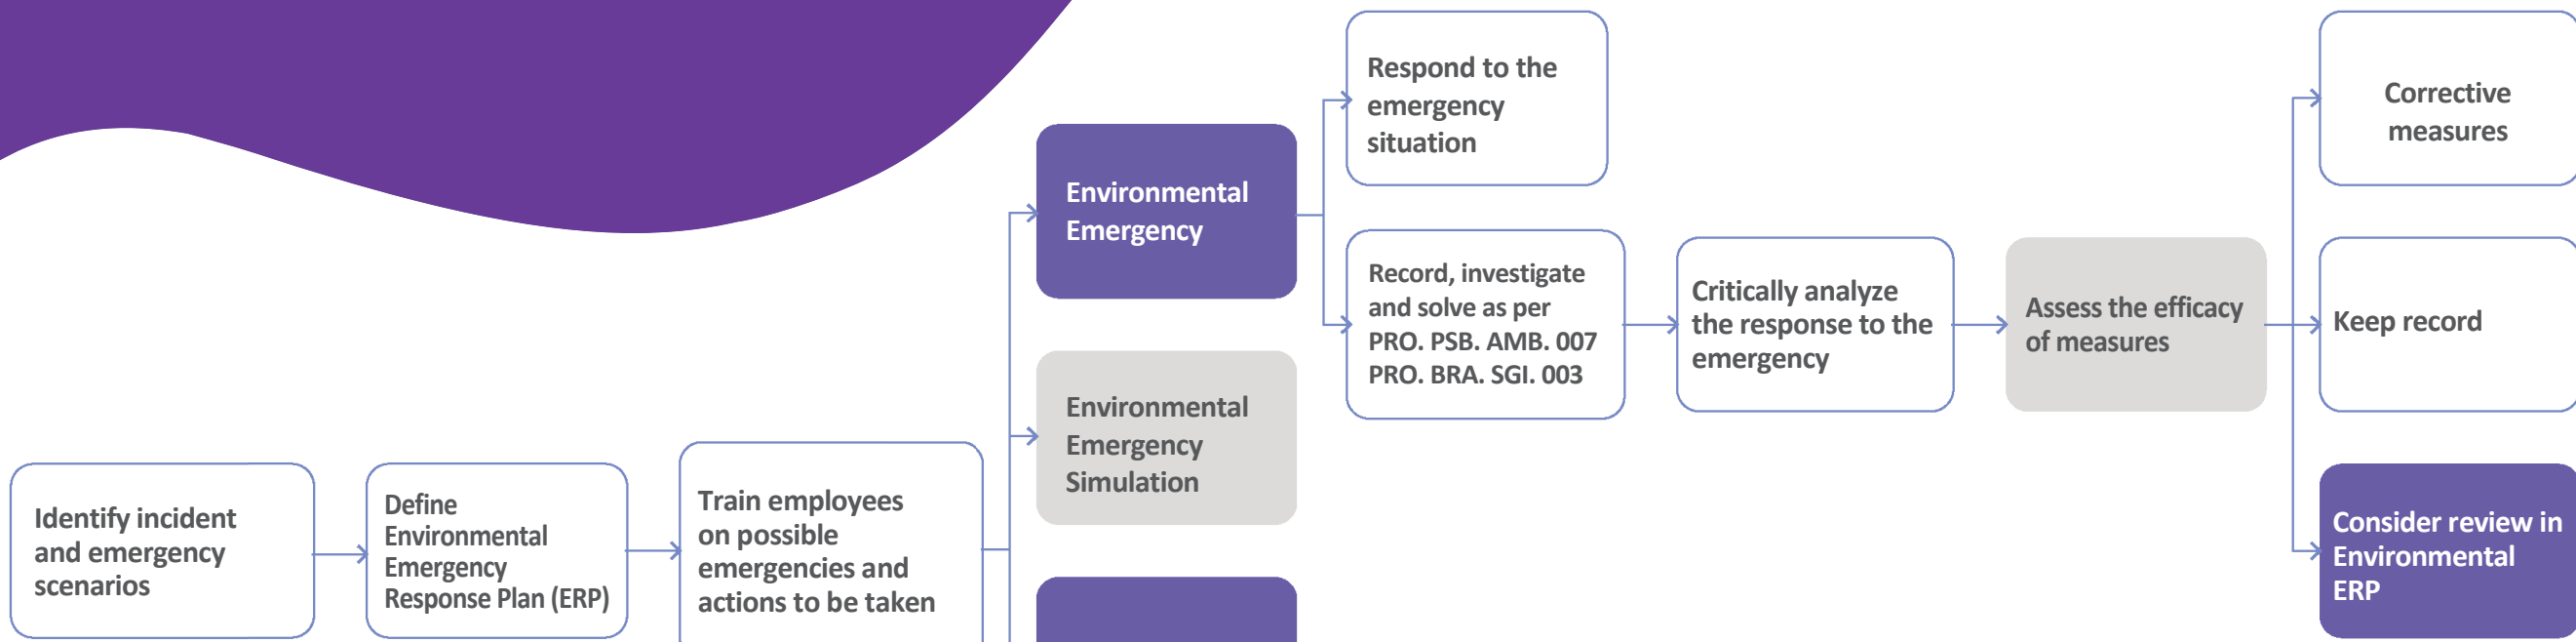 Identify incident
and emergency
scenarios
Define
Environmental
Emergency
Response Plan (ERP)
Train employees
on possible
emergencies and
actions to be taken
Environmental
Emergency
Environmental
Emergency
Simulation
Respond to the
emergency
situation
Record, investigate
and solve as per
PRO. PSB. AMB. 007
PRO. BRA. SGI. 003
Critically analyze
the response to the
emergency
Assess the efficacy
of measures
Corrective
measures
Keep record
Consider review in
Environmental
ERP